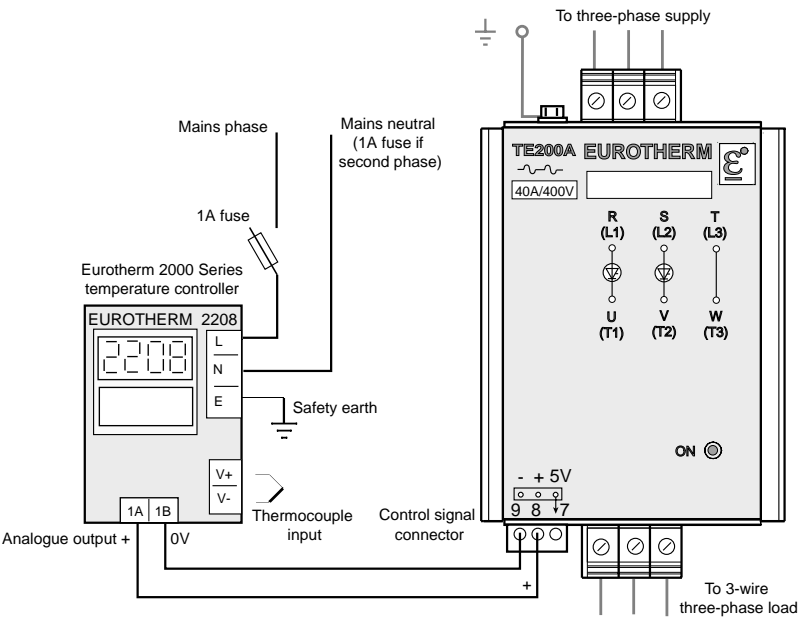 To three-phase supply
Mains phase
Mains neutral
(1A fuse if
second phase)
1A fuse
Eurotherm 2000 Series
temperature controller
EUROTHERM 2208
2208
L
N
E
Safety earth
V+
V-
Thermocouple
input
1A 1B
Analogue output +
0V
TE200A EUROTHERM
ε
40A/400V
R S T
(L1) (L2) (L3)
U V W
(T1) (T2) (T3)
ON
- + 5V
9 8 7
Control signal
connector
+
To 3-wire
three-phase load